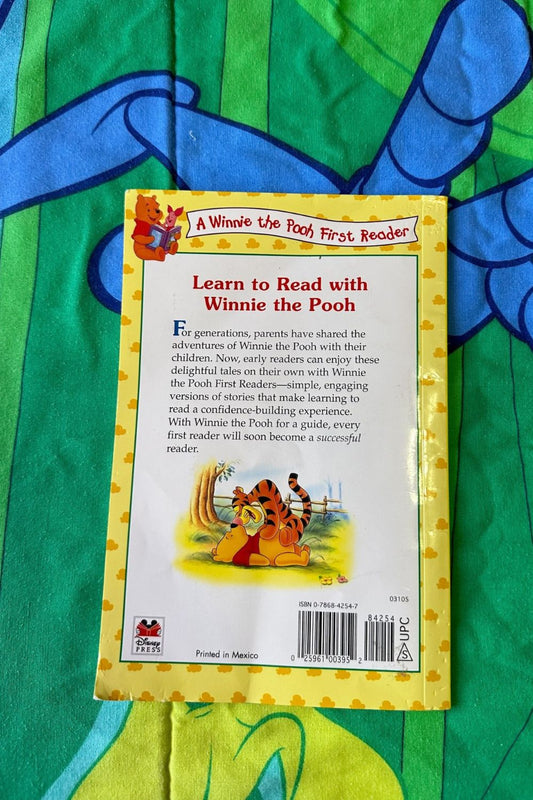 A Winnie the Pooh First Reader
Learn to Read with
Winnie the Pooh
For generations, parents have shared the
adventures of Winnie the Pooh with their
children. Now, early readers can enjoy these
delightful tales on their own with Winnie
the Pooh First Readers—simple, engaging
versions of stories that make learning to
read a confidence-building experience.
With Winnie the Pooh for a guide, every
first reader will soon become a successful
reader.
ISBN 0-7868-4254-7
03105
84254
UPC
S
Disney
PRESS
Printed in Mexico
0 25961 00395 2